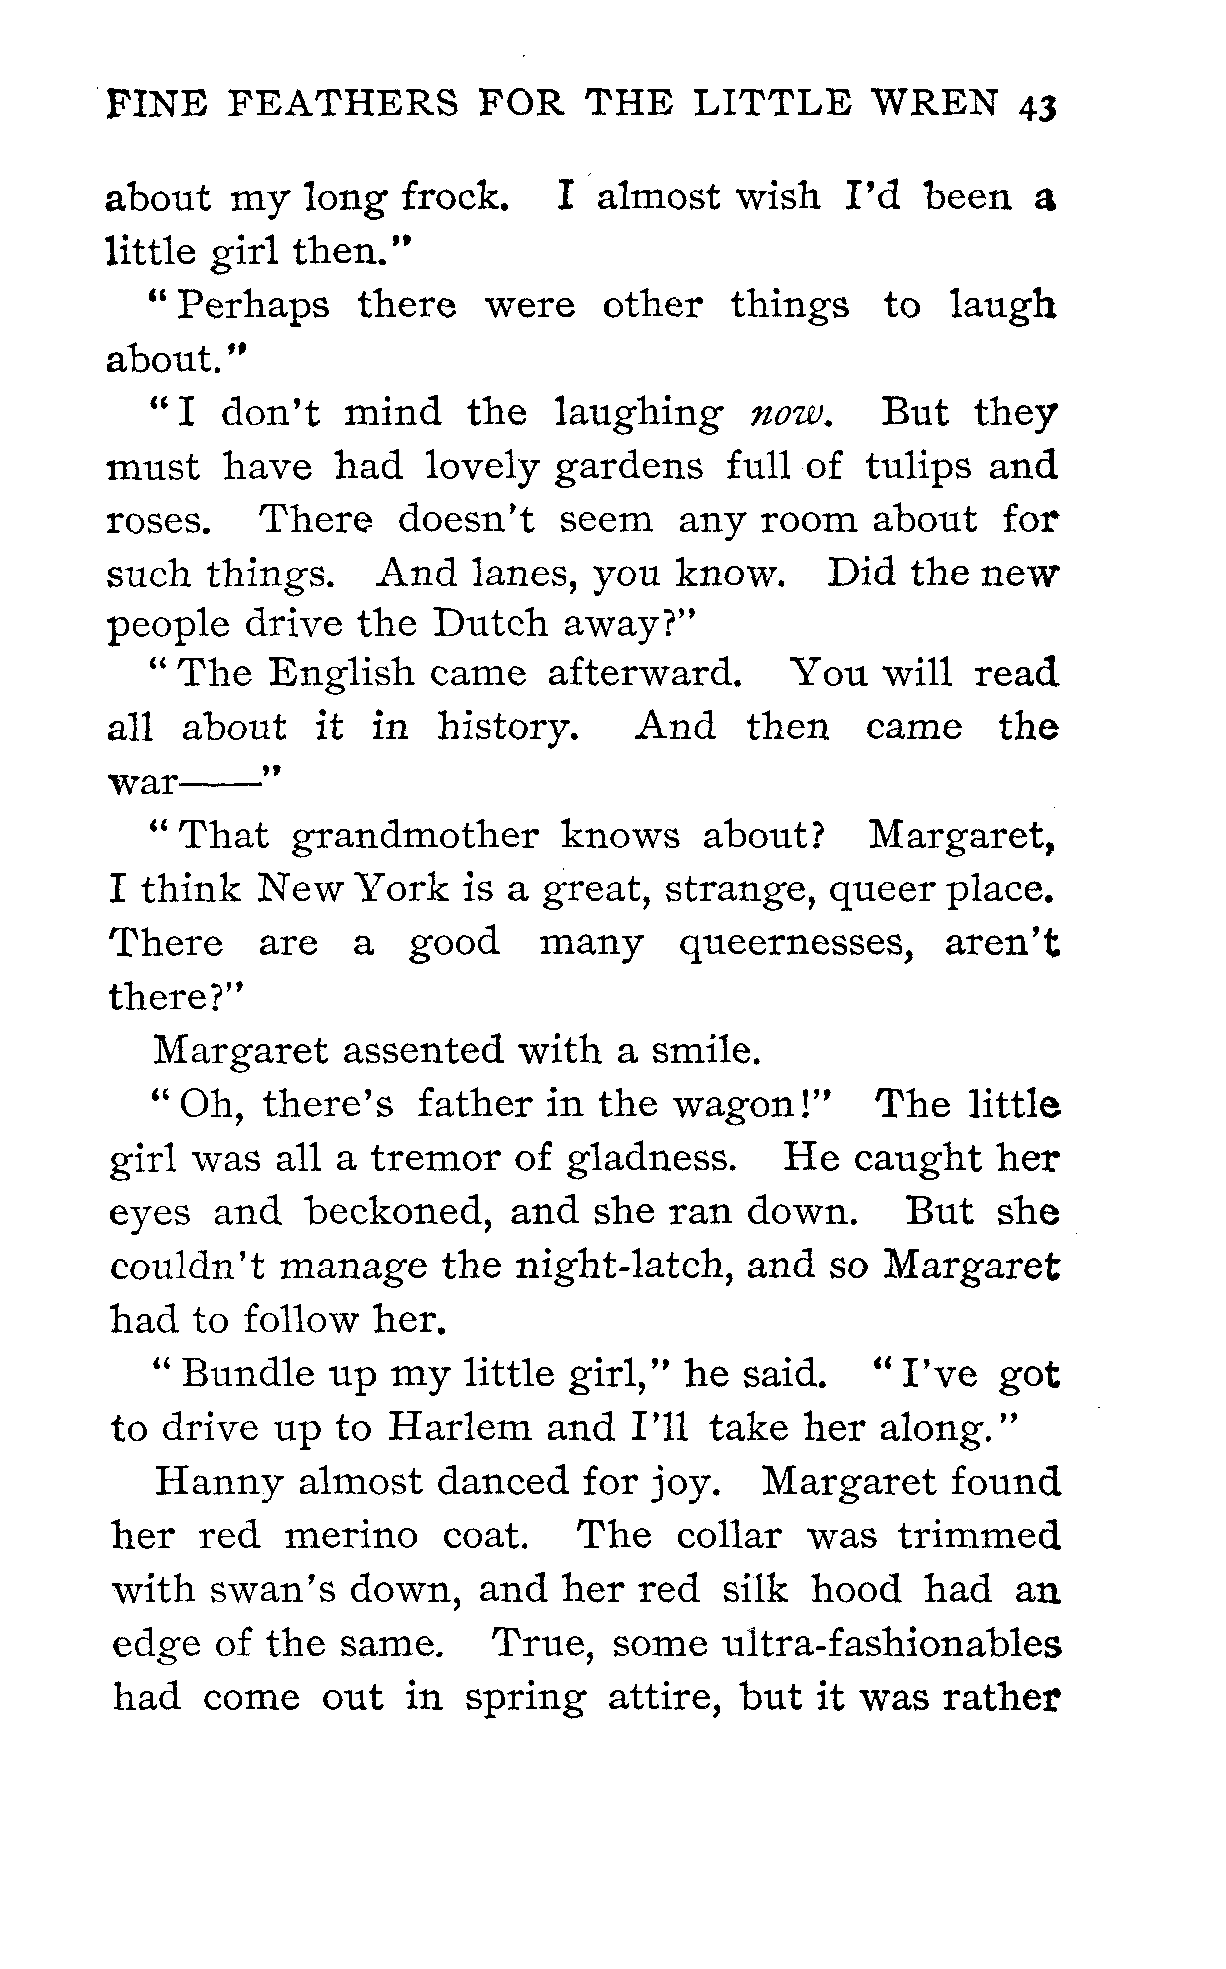 FINE FEATHERS FOR THE LITTLE WREN 43
about my long frock. I almost wish I'd been a
little girl then."
"Perhaps there were other things to laugh
about."
"I don't mind the laughing now. But they
must have had lovely gardens full of tulips and
roses. There doesn't seem any room about for
such things. And lanes, you know. Did the new
people drive the Dutch away?"
"The English came afterward. You will read
all about it in history. And then came the
war——"
"That grandmother knows about? Margaret,
I think New York is a great, strange, queer place.
There are a good many queernesses, aren't
there?"
Margaret assented with a smile.
"Oh, there's father in the wagon!" The little
girl was all a tremor of gladness. He caught her
eyes and beckoned, and she ran down. But she
couldn't manage the night-latch, and so Margaret
had to follow her.
"Bundle up my little girl," he said. "I've got
to drive up to Harlem and I'll take her along."
Hanny almost danced for joy. Margaret found
her red merino coat. The collar was trimmed
with swan's down, and her red silk hood had an
edge of the same. True, some ultra-fashionables
had come out in spring attire, but it was rather